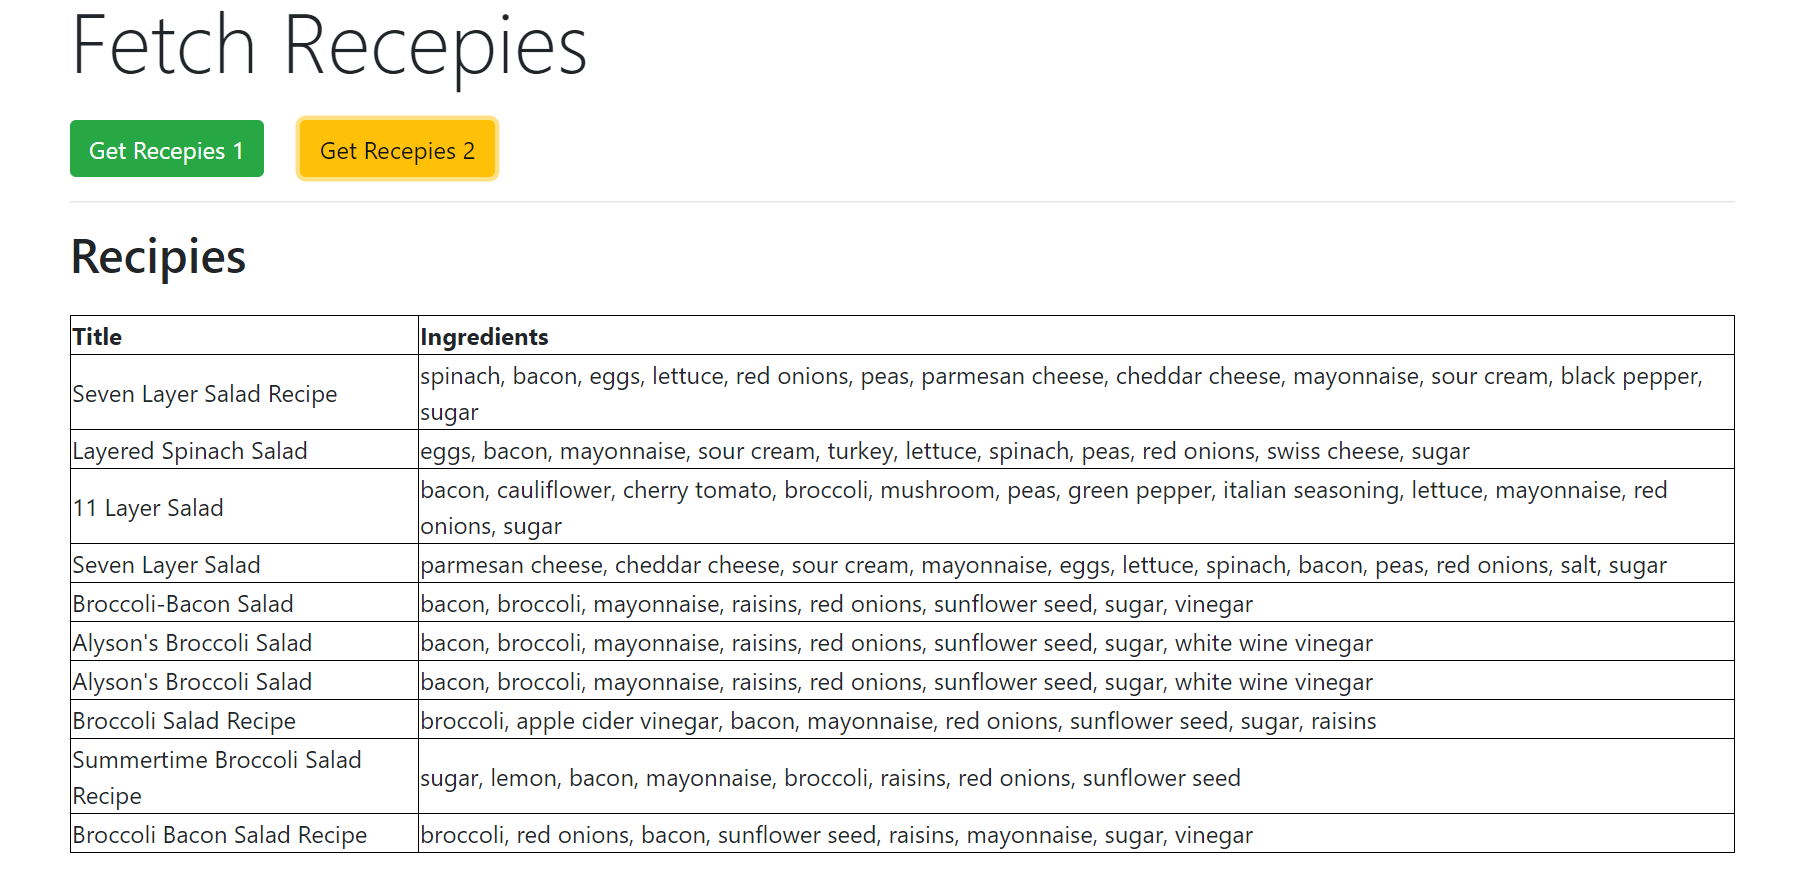 Fetch Recepies
Get Recepies 1 Get Recepies 2
Recipies
Title Ingredients
Seven Layer Salad Recipe spinach, bacon, eggs, lettuce, red onions, peas, parmesan cheese, cheddar cheese, mayonnaise, sour cream, black pepper,
sugar
Layered Spinach Salad eggs, bacon, mayonnaise, sour cream, turkey, lettuce, spinach, peas, red onions, swiss cheese, sugar
11 Layer Salad bacon, cauliflower, cherry tomato, broccoli, mushroom, peas, green pepper, italian seasoning, lettuce, mayonnaise, red
onions, sugar
Seven Layer Salad parmesan cheese, cheddar cheese, sour cream, mayonnaise, eggs, lettuce, spinach, bacon, peas, red onions, salt, sugar
Broccoli-Bacon Salad bacon, broccoli, mayonnaise, raisins, red onions, sunflower seed, sugar, vinegar
Alyson's Broccoli Salad bacon, broccoli, mayonnaise, raisins, red onions, sunflower seed, sugar, white wine vinegar
Alyson's Broccoli Salad bacon, broccoli, mayonnaise, raisins, red onions, sunflower seed, sugar, white wine vinegar
Broccoli Salad Recipe broccoli, apple cider vinegar, bacon, mayonnaise, red onions, sunflower seed, sugar, raisins
Summertime Broccoli Salad
Recipe sugar, lemon, bacon, mayonnaise, broccoli, raisins, red onions, sunflower seed
Broccoli Bacon Salad Recipe broccoli, red onions, bacon, sunflower seed, raisins, mayonnaise, sugar, vinegar